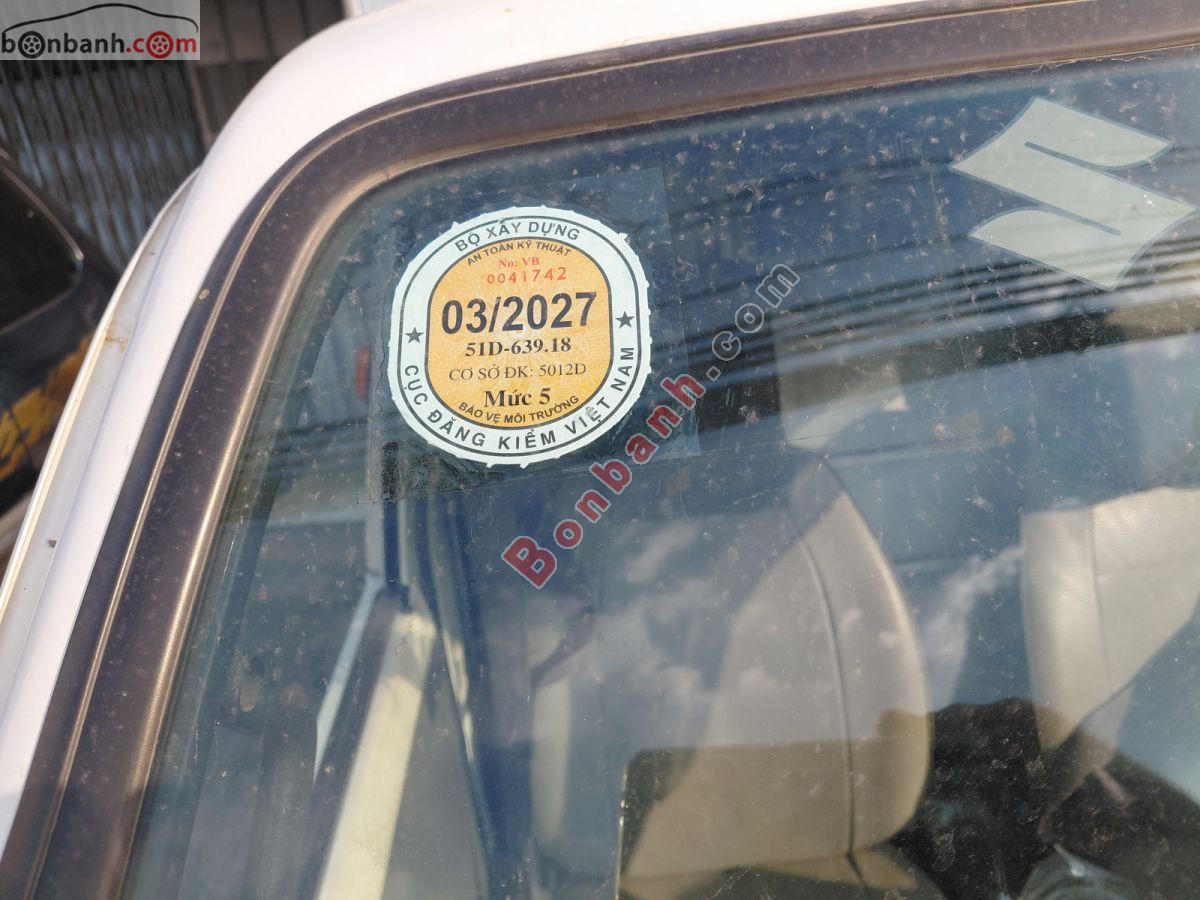 bonbanh.com
BỘ XÂY DỰNG
AN TOÀN KỸ THUẬT
No: VB
0041742
03/2027
51D-639.18
CƠ SỞ ĐK: 5012D
Mức 5
BẢO VỆ MÔI TRƯỜNG
CỤC ĐĂNG KIỂM VIỆT NAM
Bonbanh.com